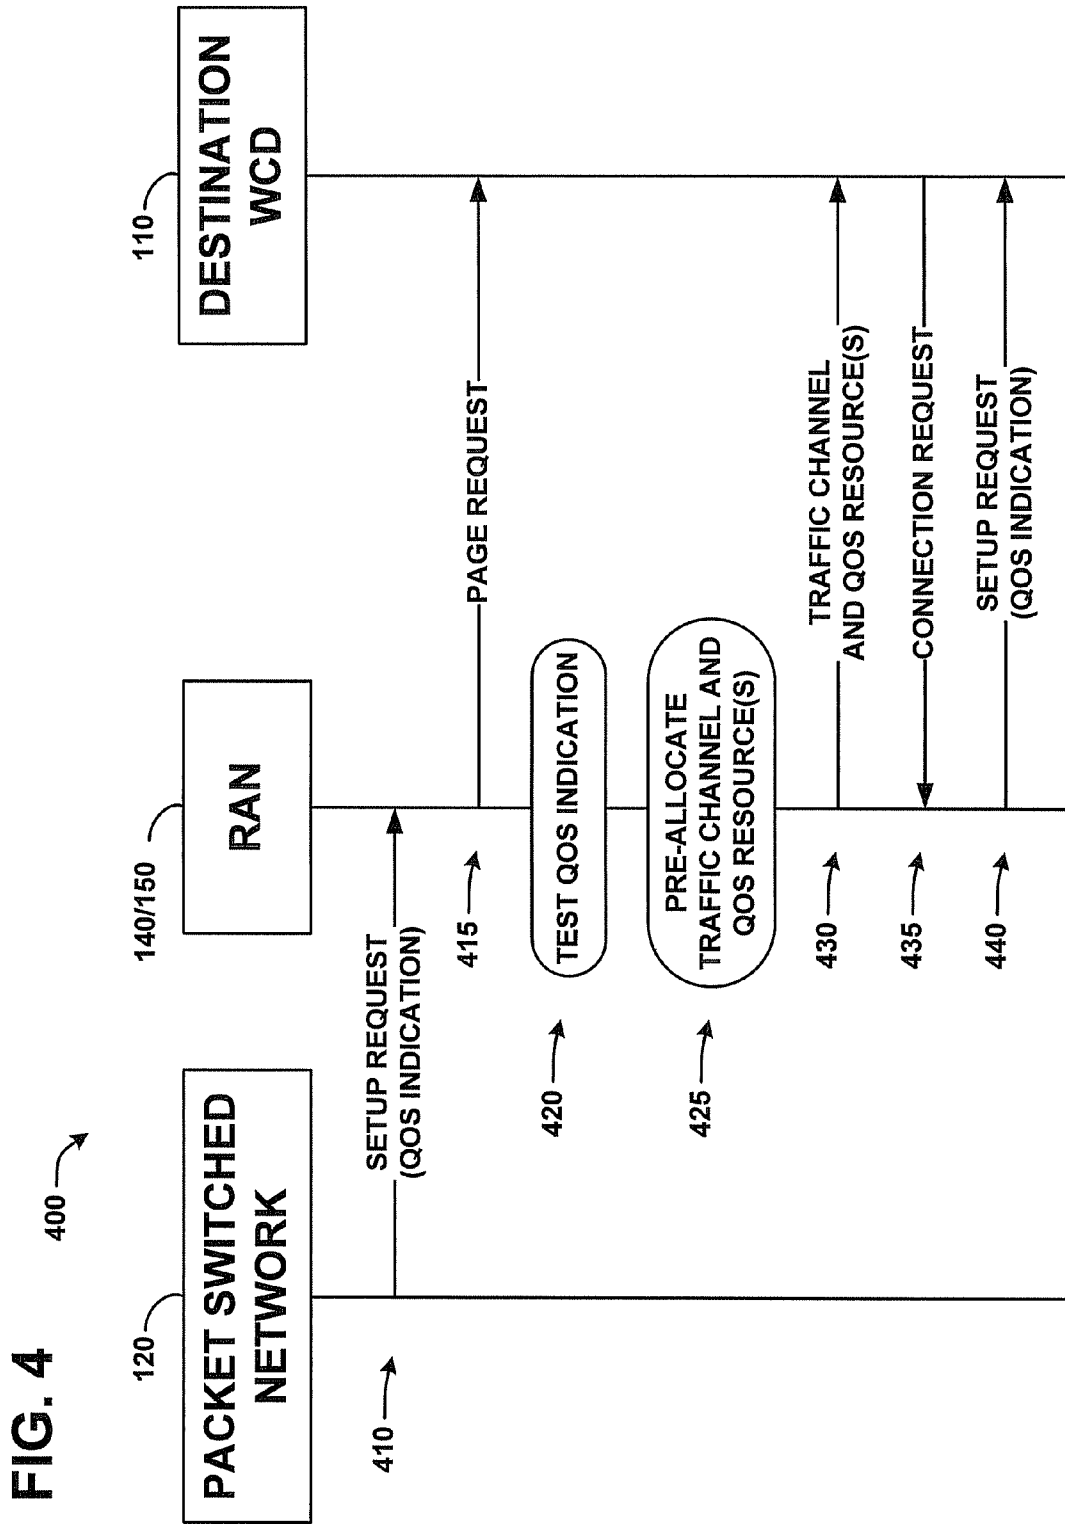 FIG. 4
400
120
140/150
110
PACKET SWITCHED
NETWORK
RAN
DESTINATION
WCD
410
SETUP REQUEST
(QOS INDICATION)
415
PAGE REQUEST
420
TEST QOS INDICATION
425
PRE-ALLOCATE
TRAFFIC CHANNEL AND
QOS RESOURCE(S)
430
TRAFFIC CHANNEL
AND QOS RESOURCE(S)
435
CONNECTION REQUEST
440
SETUP REQUEST
(QOS INDICATION)